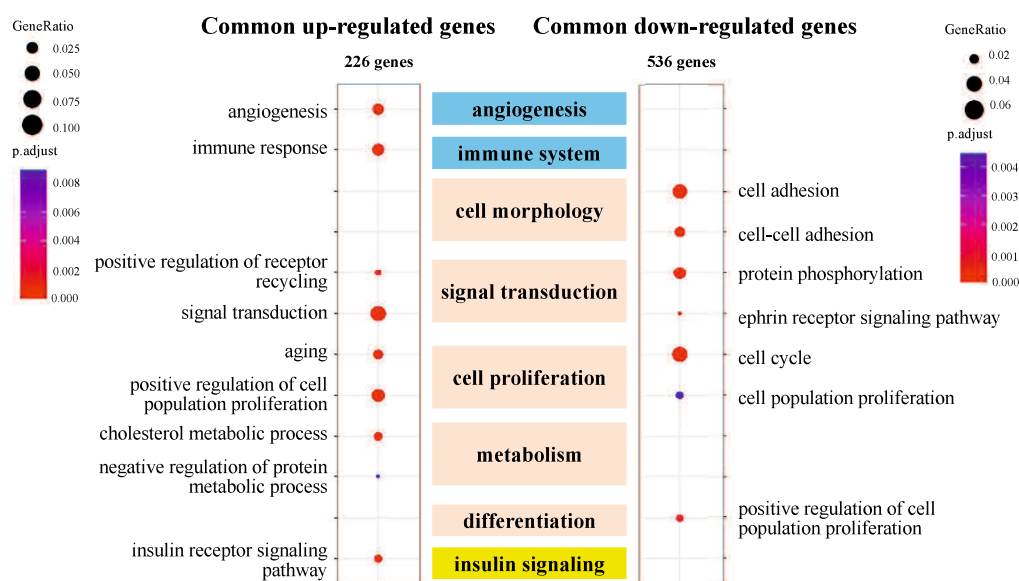 Common up-regulated genes
Common down-regulated genes
226 genes
536 genes
GeneRatio
0.025
0.050
0.075
0.100
p.adjust
0.008
0.006
0.004
0.002
0.000
angiogenesis
immune response
positive regulation of receptor
recycling
signal transduction
aging
positive regulation of cell
population proliferation
cholesterol metabolic process
negative regulation of protein
metabolic process
insulin receptor signaling
pathway
angiogenesis
immune system
cell morphology
signal transduction
cell proliferation
metabolism
differentiation
insulin signaling
cell adhesion
cell-cell adhesion
protein phosphorylation
ephrin receptor signaling pathway
cell cycle
cell population proliferation
positive regulation of cell
population proliferation
GeneRatio
0.02
0.04
0.06
p.adjust
0.004
0.003
0.002
0.001
0.000